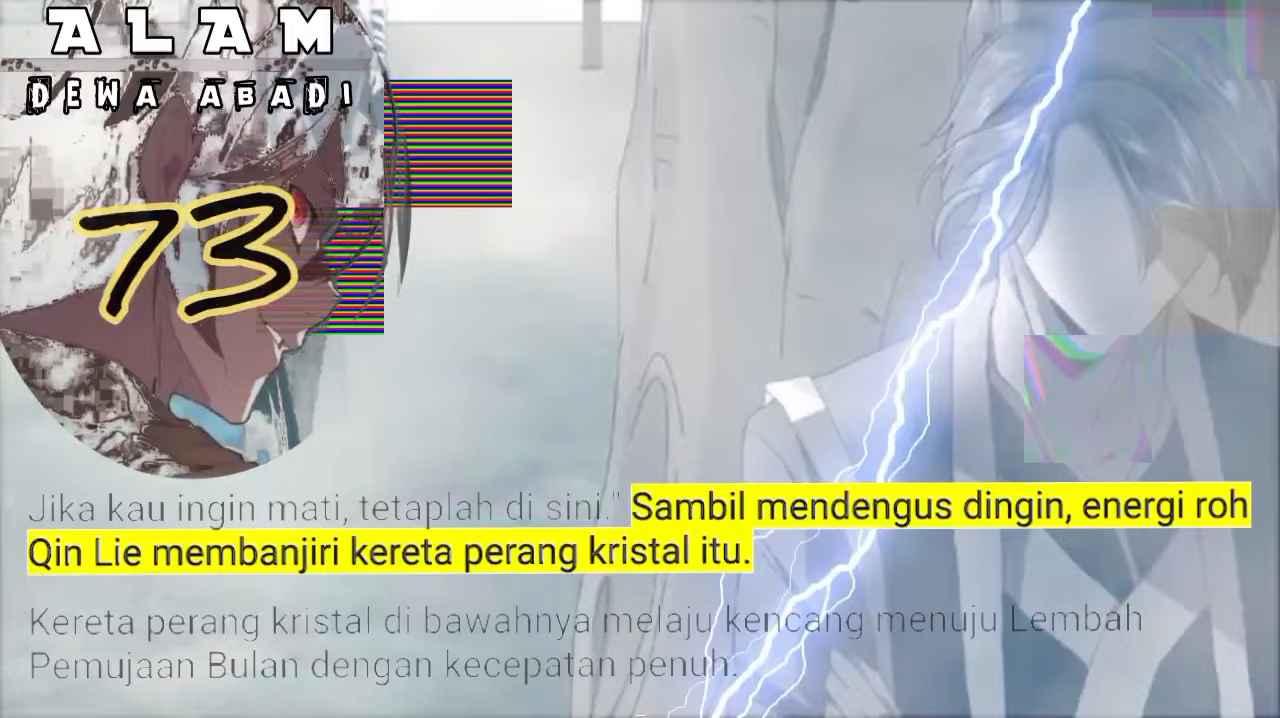 ALAM
DEWA ABADI
73
Jika kau ingin mati, tetaplah di sini." Sambil mendengus dingin, energi roh
Qin Lie membanjiri kereta perang kristal itu.
Kereta perang kristal di bawahnya melaju kencang menuju Lembah
Pemujaan Bulan dengan kecepatan penuh.